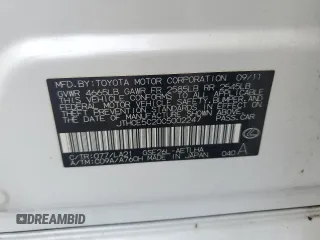 MFD. BY: TOYOTA MOTOR CORPORATION 09/11
GVWR 4665LB GAWR FR 2585LB RR 2545LB
THIS VEHICLE CONFORMS TO ALL APPLICABLE
FEDERAL MOTOR VEHICLE SAFETY, BUMPER, AND
THEFT PREVENTION STANDARDS IN EFFECT ON
THE DATE OF MANUFACTURE SHOWN ABOVE.
PASS. CAR
C/TR:077/LA21 GSE26L-AETLHA
A/TM:C09A/A760H MADE IN JAPAN 040 A